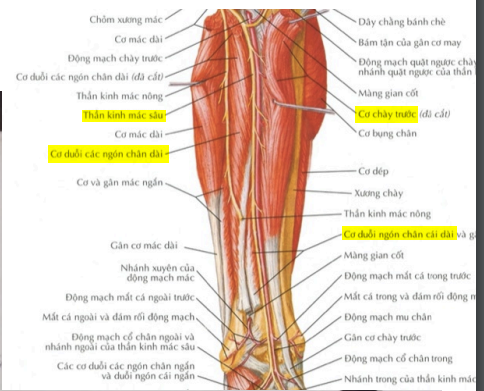 Chỏm xương mác
Cơ mác dài
Động mạch chày trước
Cơ duỗi các ngón chân dài (đã cắt)
Thần kinh mác nông
Thần kinh mác sâu
Cơ mác dài
Cơ duỗi các ngón chân dài
Cơ và gân mác ngắn
Gân cơ mác dài
Nhánh xuyên của
động mạch mác
Động mạch mắt cá ngoài trước
Mắt cá ngoài và đám rối động mạch
Động mạch cổ chân ngoài và
nhánh ngoài của thần kinh mác sâu
Các cơ duỗi các ngón chân ngắn
và duỗi ngón cái ngắn
Dây chằng bánh chè
Bám tận của gân cơ may
Động mạch quặt ngược chày
nhánh quặt ngược của thần
Màng gian cốt
Cơ chày trước (đã cắt)
Cơ bụng chân
Cơ dép
Xương chày
Thần kinh mác nông
Cơ duỗi ngón chân cái dài và
Màng gian cốt
Động mạch mắt cá trong trước
Mắt cá trong và đám rối động
Động mạch mu chân
Gân cơ chày trước
Động mạch cổ chân trong
Nhánh trong của thần kinh mác